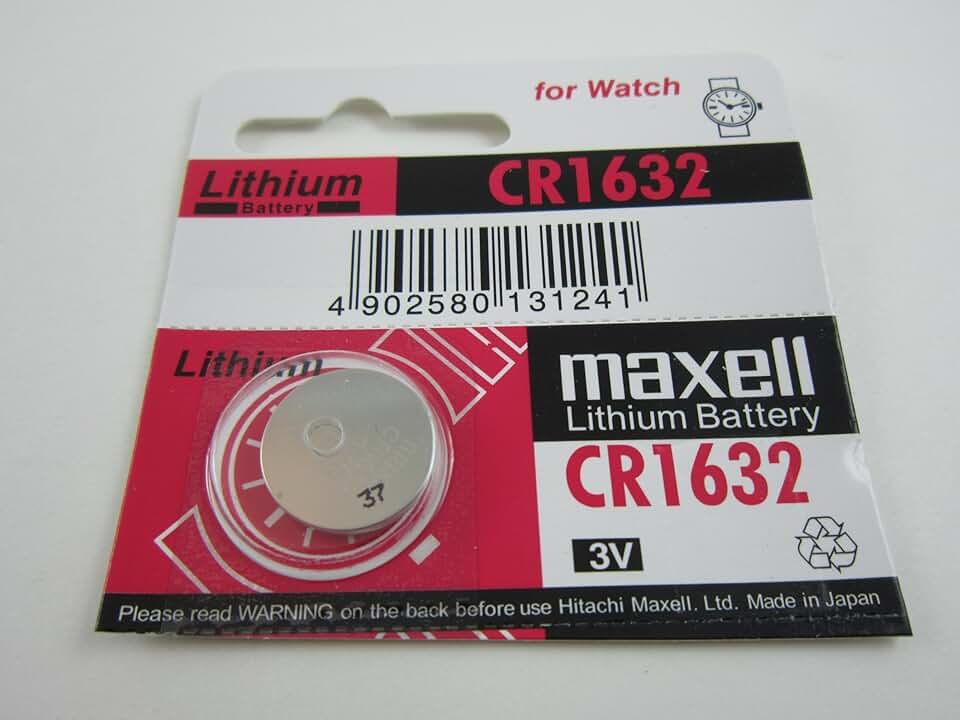 for Watch
Lithium
Battery
CR1632
4 902580 131241
Lithium
maxell
Lithium Battery
CR1632
37
3V
Please read WARNING on the back before use Hitachi Maxell. Ltd. Made in Japan